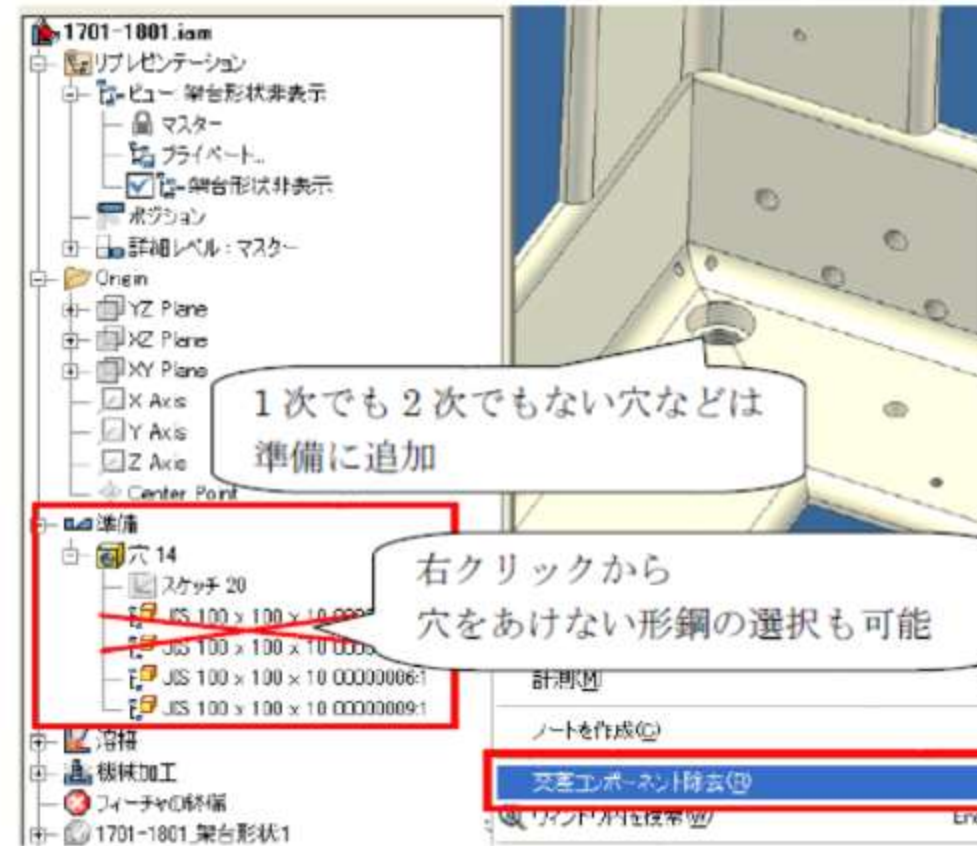 1701-1801.iam
リプレゼンテーション
ビュー: 架台形状非表示
マスター
プライベート..
架台形状非表示
ポジション
詳細レベル : マスター
Origin
YZ Plane
XZ Plane
XY Plane
X Axis
Y Axis
Z Axis
Center Point
1次でも2次でもない穴などは
準備に追加
準備
穴 14
スケッチ 20
JIS 100 x 100 x 10
JIS 100 x 100 x 10
JIS 100 x 100 x 10 00000006:1
JIS 100 x 100 x 10 00000009:1
右クリックから
穴をあけない形鋼の選択も可能
溶接
機械加工
フィーチャの終端
1701-1801_架台形状1
計測(M)
ノートを作成(C)
交差コンポーネント除去(R)
ウィンドウ内を検索(W)